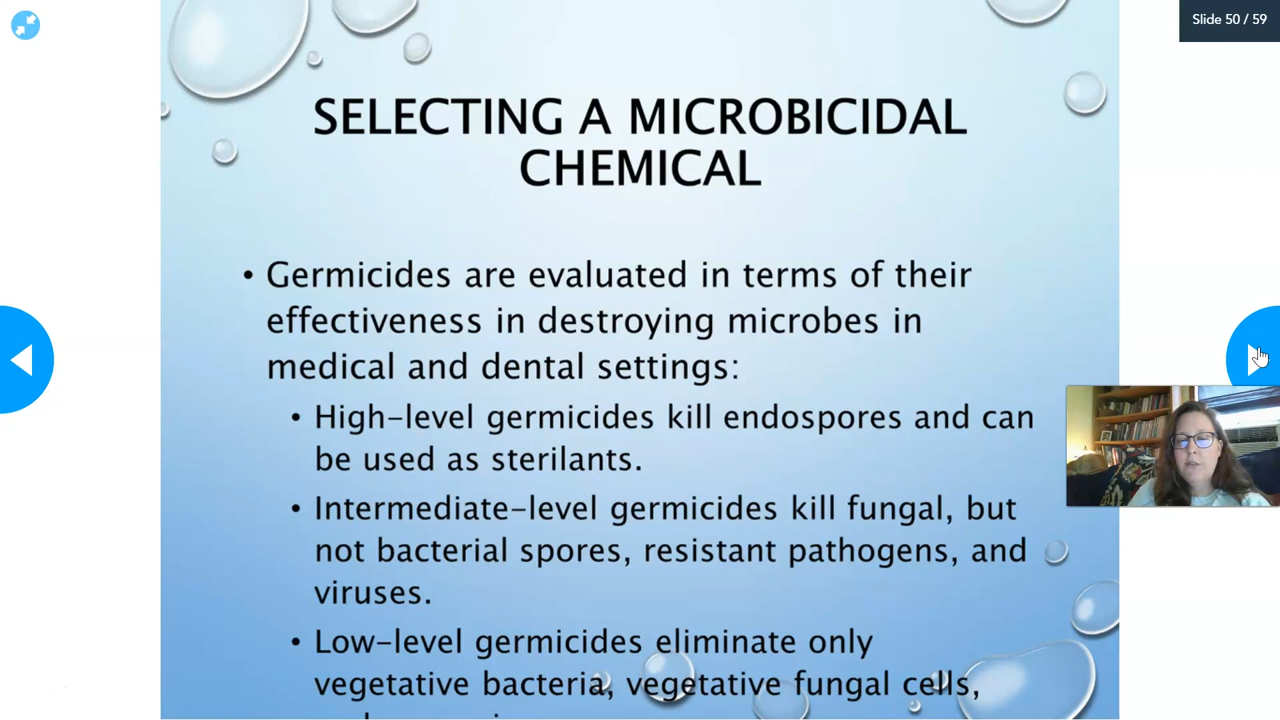 Slide 50 / 59
SELECTING A MICROBICIDAL
CHEMICAL
• Germicides are evaluated in terms of their
effectiveness in destroying microbes in
medical and dental settings:
• High-level germicides kill endospores and can
be used as sterilants.
• Intermediate-level germicides kill fungal, but
not bacterial spores, resistant pathogens, and
viruses.
• Low-level germicides eliminate only
vegetative bacteria, vegetative fungal cells,